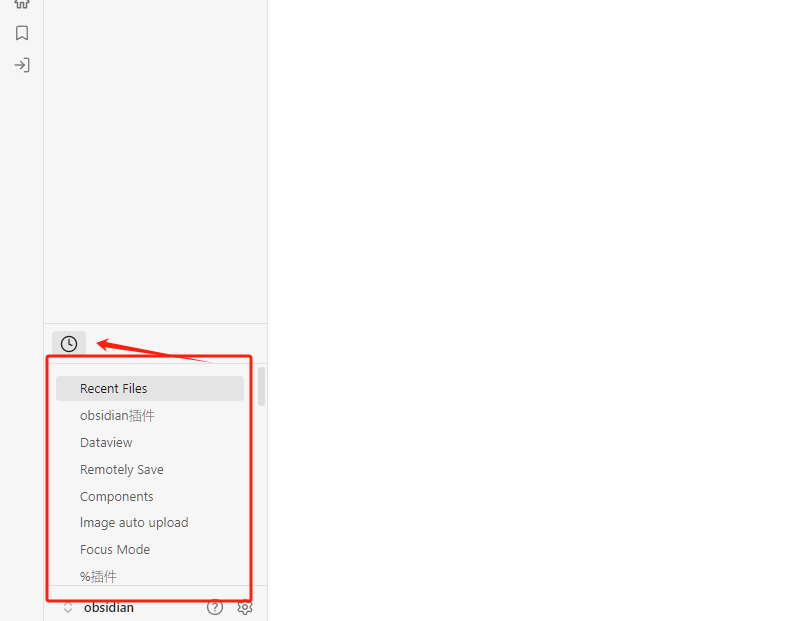 Recent Files
obsidian插件
Dataview
Remotely Save
Components
Image auto upload
Focus Mode
%插件
obsidian